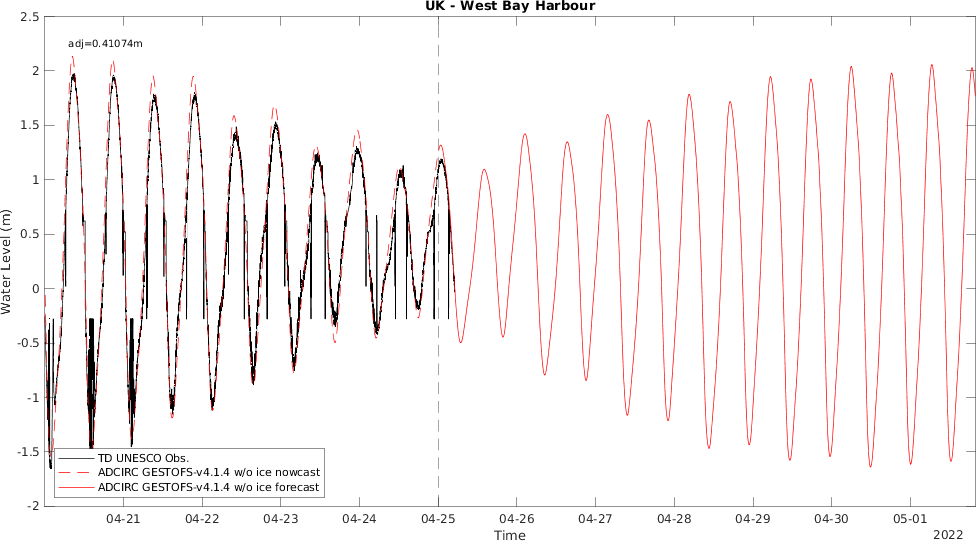 UK - West Bay Harbour
adj=0.41074m
2.5
2
1.5
1
0.5
0
-0.5
-1
-1.5
-2
Water Level (m)
TD UNESCO Obs.
ADCIRC GESTOFS-v4.1.4 w/o ice nowcast
ADCIRC GESTOFS-v4.1.4 w/o ice forecast
04-21 04-22 04-23 04-24 04-25 04-26 04-27 04-28 04-29 04-30 05-01
Time
2022